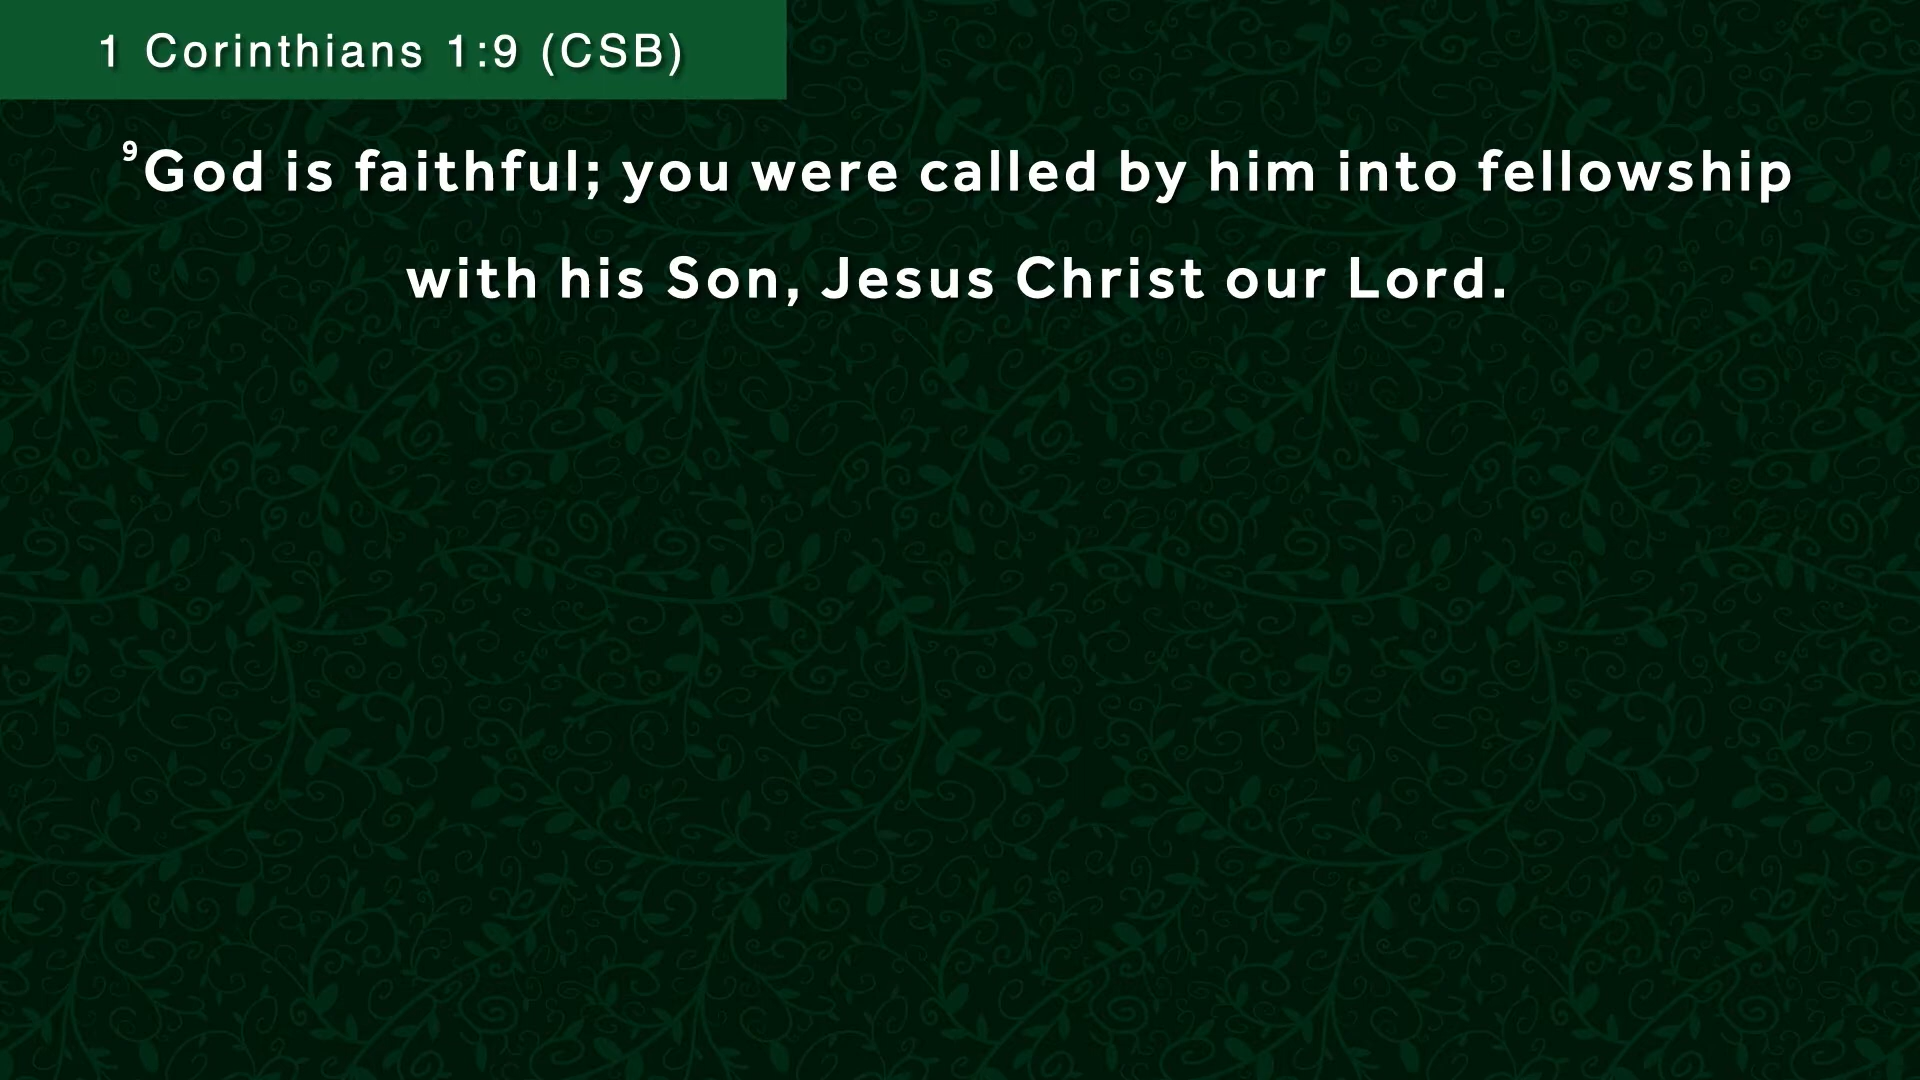 1 Corinthians 1:9 (CSB)
9God is faithful; you were called by him into fellowship
with his Son, Jesus Christ our Lord.